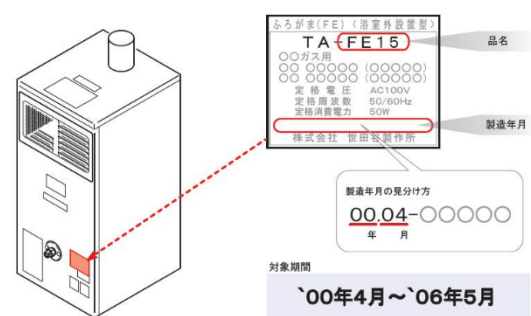 ふろがま(FE)(浴室外設置型)
TA-FE15
品名
○○ガス用
○○ ○○○○○ (○○○○○)
○○ ○○○○○ (○○○○○)
定格電圧 AC100V
定格周波数 50/60Hz
定格消費電力 50W
製造年月
株式会社 世田谷製作所
製造年月の見分け方
00.04-○○○○○
年 月
対象期間
`00年4月〜`06年5月